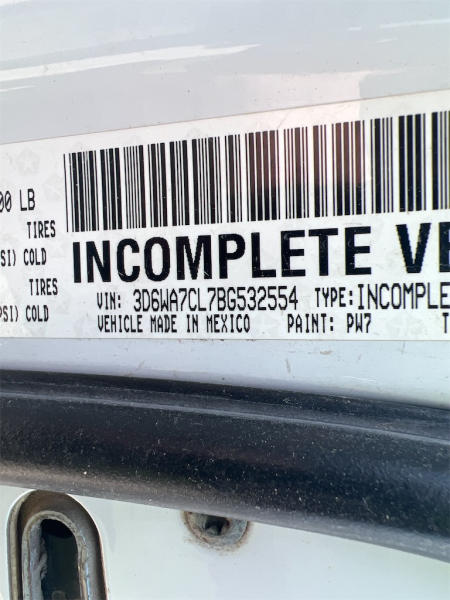 00 LB
TIRES
SI) COLD
TIRES
PSI) COLD
INCOMPLETE VE
VIN: 3D6WA7CL7BG532554 TYPE:INCOMPLE
VEHICLE MADE IN MEXICO PAINT: PW7 T